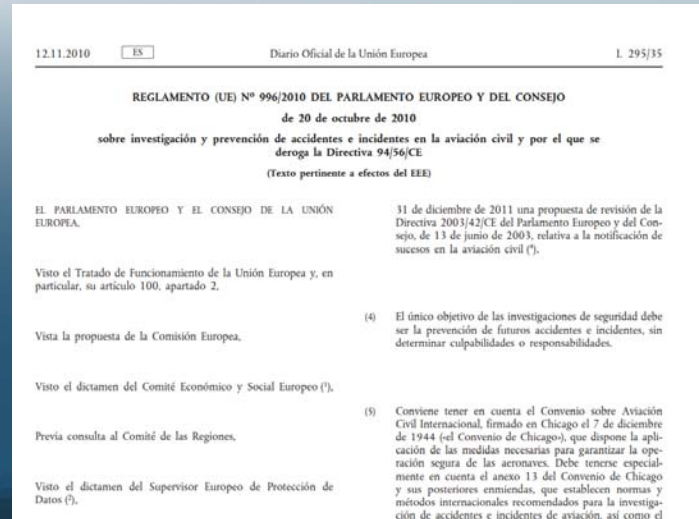 12.11.2010 ES Diario Oficial de la Unión Europea L 295/35
REGLAMENTO (UE) Nº 996/2010 DEL PARLAMENTO EUROPEO Y DEL CONSEJO
de 20 de octubre de 2010
sobre investigación y prevención de accidentes e incidentes en la aviación civil y por el que se
deroga la Directiva 94/56/CE
(Texto pertinente a efectos del EEE)
EL PARLAMENTO EUROPEO Y EL CONSEJO DE LA UNIÓN
EUROPEA,
Visto el Tratado de Funcionamiento de la Unión Europea y, en
particular, su artículo 100, apartado 2,
Vista la propuesta de la Comisión Europea,
Visto el dictamen del Comité Económico y Social Europeo (1),
Previa consulta al Comité de las Regiones,
Visto el dictamen del Supervisor Europeo de Protección de
Datos (2),
31 de diciembre de 2011 una propuesta de revisión de la
Directiva 2003/42/CE del Parlamento Europeo y del Con-
sejo, de 13 de junio de 2003, relativa a la notificación de
sucesos en la aviación civil
(4) El único objetivo de las investigaciones de seguridad debe
ser la prevención de futuros accidentes e incidentes, sin
determinar culpabilidades o responsabilidades.
(5) Conviene tener en cuenta el Convenio sobre Aviación
Civil Internacional, firmado en Chicago el 7 de diciembre
de 1944 («el Convenio de Chicago»), que dispone la apli-
cación de las medidas necesarias para garantizar la ope-
ración segura de las aeronaves. Debe tenerse especial-
mente en cuenta el anexo 13 del Convenio de Chicago
y sus posteriores enmiendas, que establecen normas y
métodos internacionales recomendados para la investiga-
ción de accidentes e incidentes de aviación, así como el